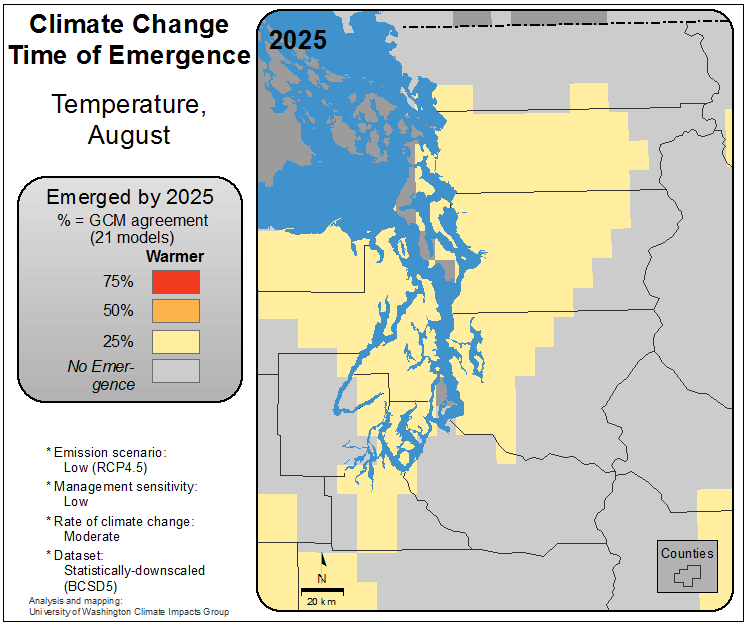 Climate Change
Time of Emergence
Temperature,
August
Emerged by 2025
% = GCM agreement
(21 models)
Warmer
75%
50%
25%
No Emer-
gence
* Emission scenario:
Low (RCP4.5)
* Management sensitivity:
Low
* Rate of climate change:
Moderate
* Dataset:
Statistically-downscaled
(BCSD5)
Analysis and mapping:
University of Washington Climate Impacts Group
2025
N
20 km
Counties